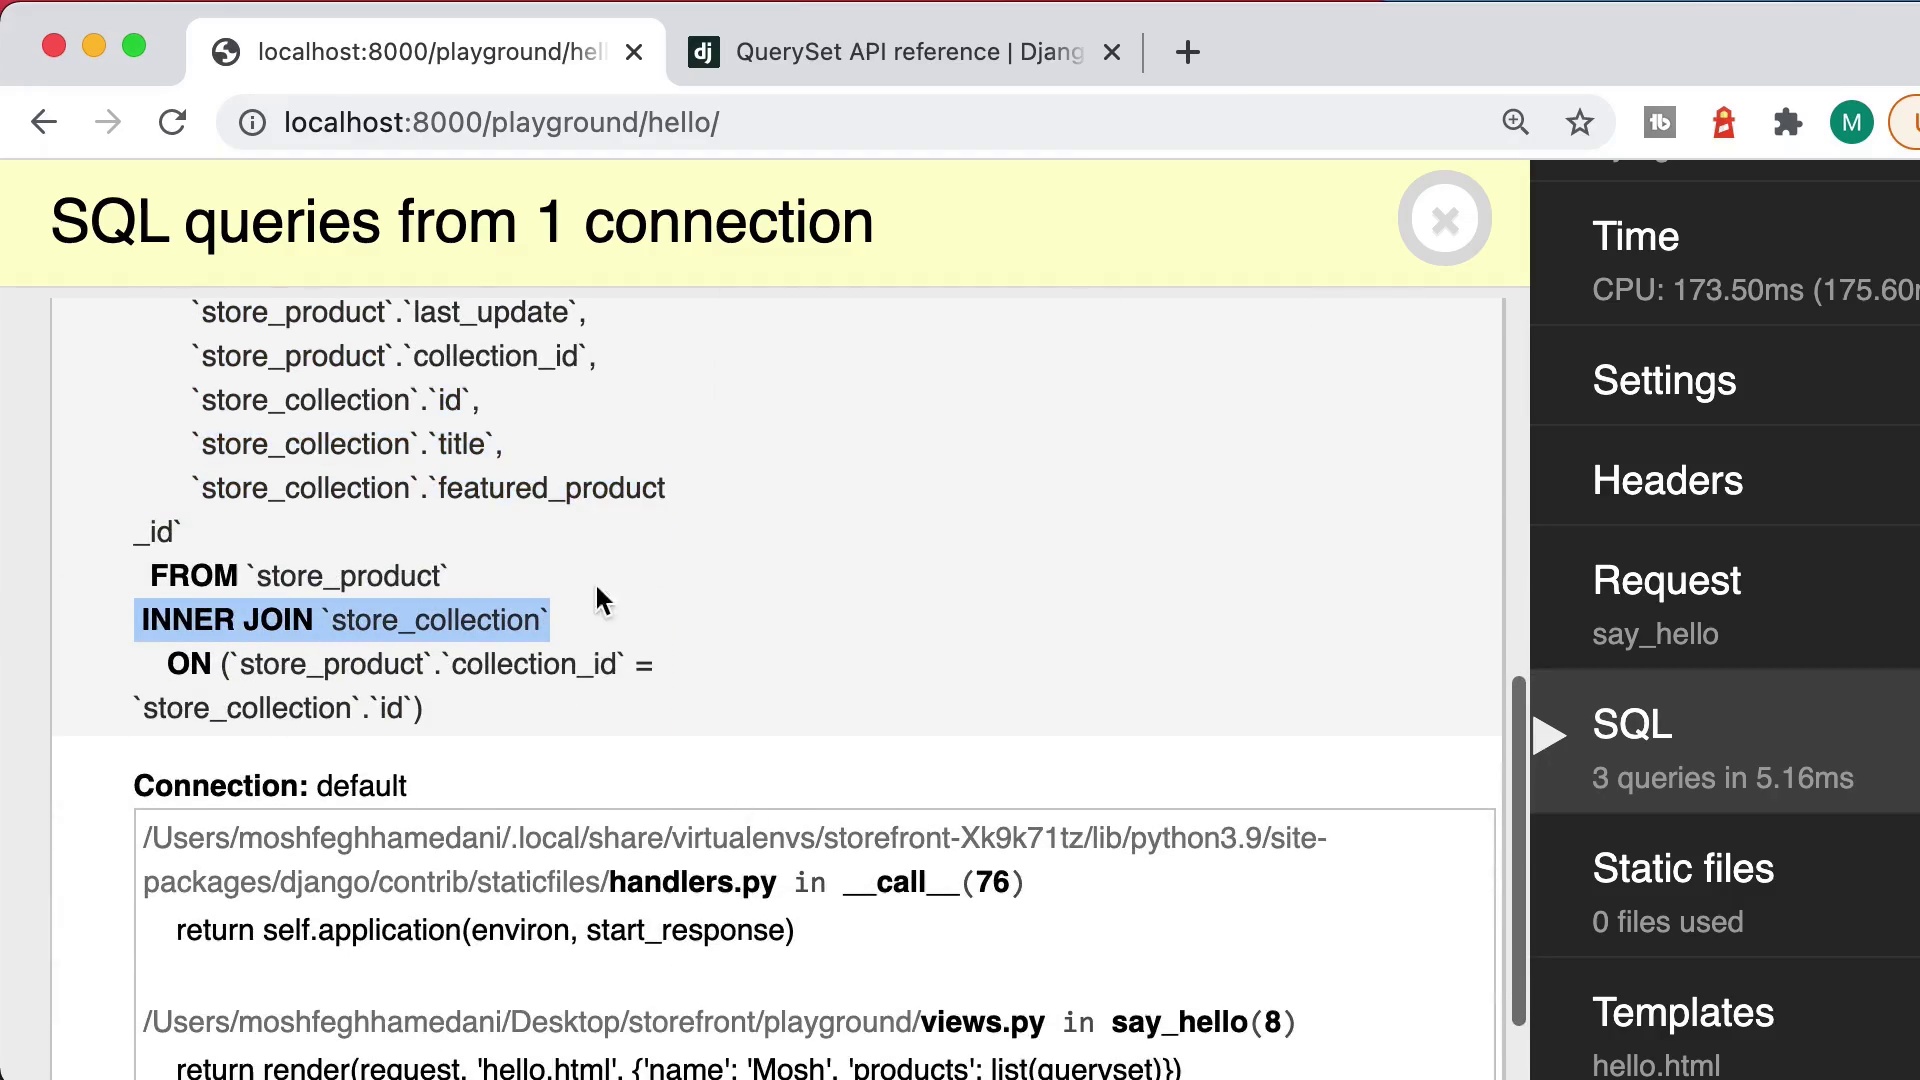 localhost:8000/playground/hel
QuerySet API reference | Djang
localhost:8000/playground/hello/
M
SQL queries from 1 connection
`store_product`.`last_update`,
`store_product`.`collection_id`,
`store_collection`.`id`,
`store_collection`.`title`,
`store_collection`.`featured_product
_id`
FROM `store_product`
INNER JOIN `store_collection`
ON (`store_product`.`collection_id` =
`store_collection`.`id`)
Connection: default
/Users/moshfeghhamedani/.local/share/virtualenvs/storefront-Xk9k71tz/lib/python3.9/site-
packages/django/contrib/staticfiles/handlers.py in __call__(76)
return self.application(environ, start_response)
/Users/moshfeghhamedani/Desktop/storefront/playground/views.py in say_hello(8)
return render(request, 'hello.html', {'name': 'Mosh', 'products': list(queryset)})
Time
CPU: 173.50ms (175.60
Settings
Headers
Request
say_hello
SQL
3 queries in 5.16ms
Static files
0 files used
Templates
hello.html